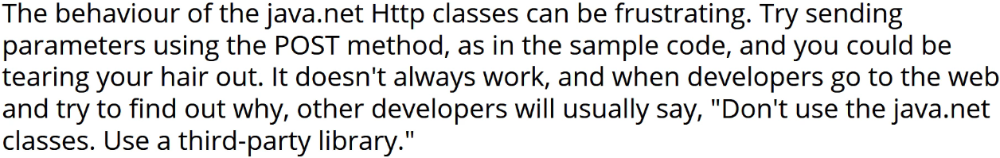 The behaviour of the java.net Http classes can be frustrating. Try sending
parameters using the POST method, as in the sample code, and you could be
tearing your hair out. It doesn't always work, and when developers go to the web
and try to find out why, other developers will usually say, "Don't use the java.net
classes. Use a third-party library."